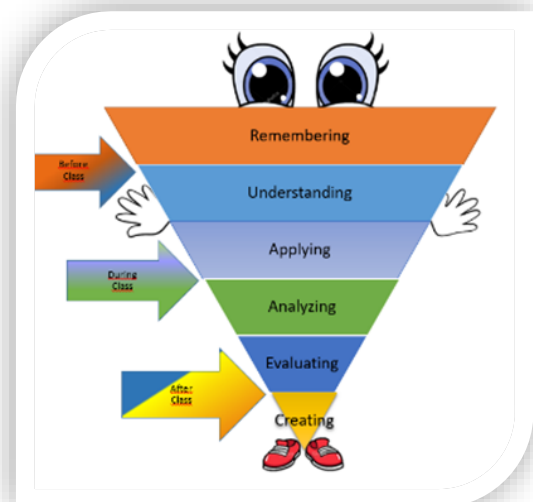 Remembering
Before
Class
Understanding
Applying
During
Class
Analyzing
Evaluating
After
Class
Creating